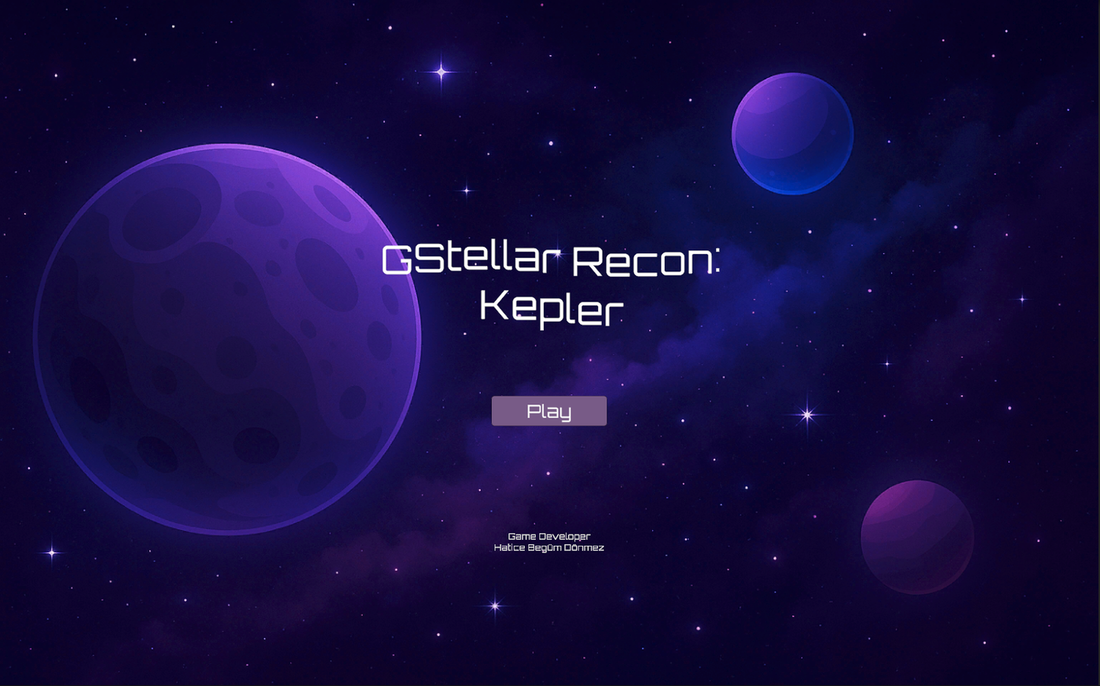 GStellar Recon:
Kepler
Play
Game Developer
Hatice Begüm Dönmez